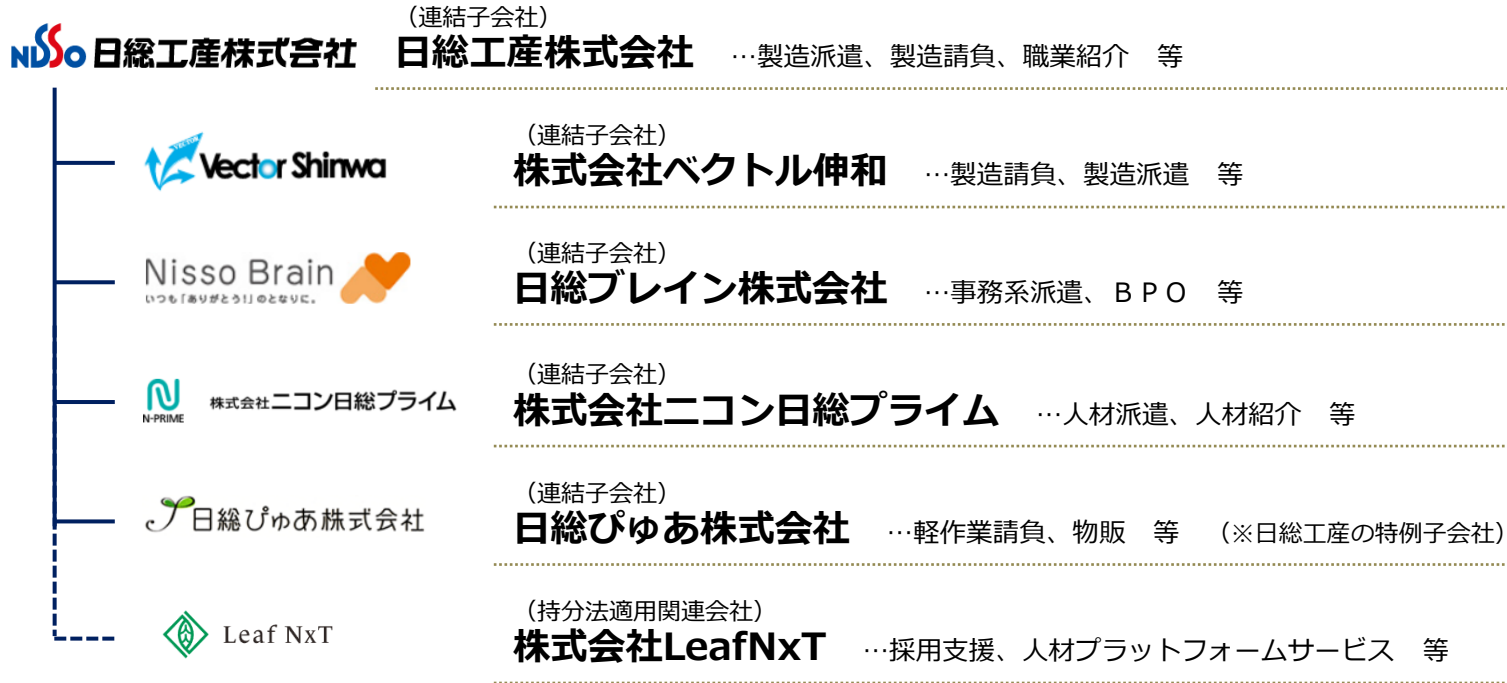 （連結子会社）
NISSO 日総工産株式会社 日総工産株式会社 …製造派遣、製造請負、職業紹介　等
（連結子会社）
VECTOR
Vector Shinwa 株式会社ベクトル伸和 …製造請負、製造派遣　等
（連結子会社）
Nisso Brain 日総ブレイン株式会社 …事務系派遣、ＢＰＯ　等
いつも「ありがとう！」のとなりに。
（連結子会社）
N-PRIME 株式会社ニコン日総プライム 株式会社ニコン日総プライム …人材派遣、人材紹介　等
（連結子会社）
日総ぴゅあ株式会社 日総ぴゅあ株式会社 …軽作業請負、物販　等　（※日総工産の特例子会社）
（持分法適用関連会社）
Leaf NxT 株式会社LeafNxT …採用支援、人材プラットフォームサービス　等